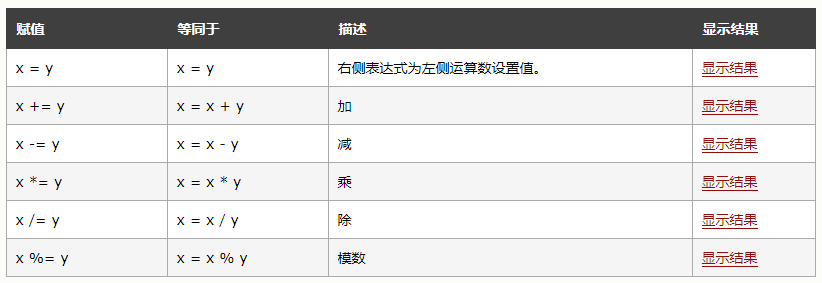 赋值 等同于 描述 显示结果
x = y x = y 右侧表达式为左侧运算数设置值。 显示结果
x += y x = x + y 加 显示结果
x -= y x = x - y 减 显示结果
x *= y x = x * y 乘 显示结果
x /= y x = x / y 除 显示结果
x %= y x = x % y 模数 显示结果